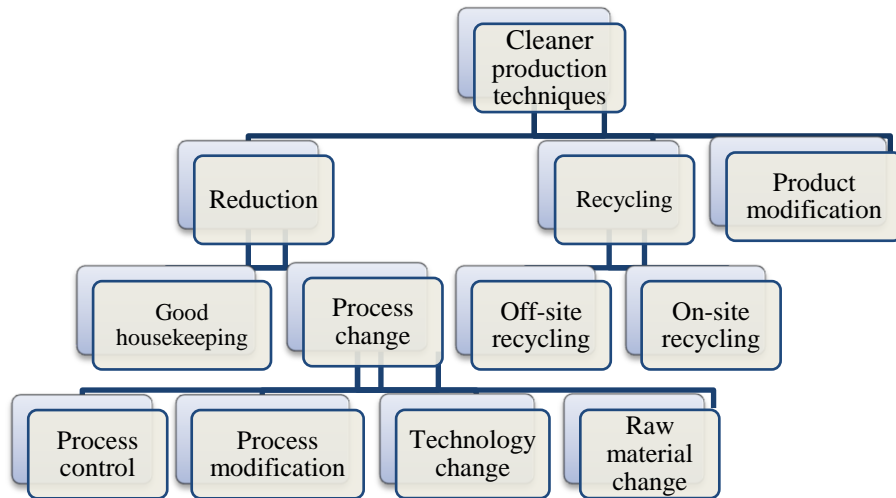 Cleaner
production
techniques
Reduction
Recycling
Product
modification
Good
housekeeping
Process
change
Off-site
recycling
On-site
recycling
Process
control
Process
modification
Technology
change
Raw
material
change